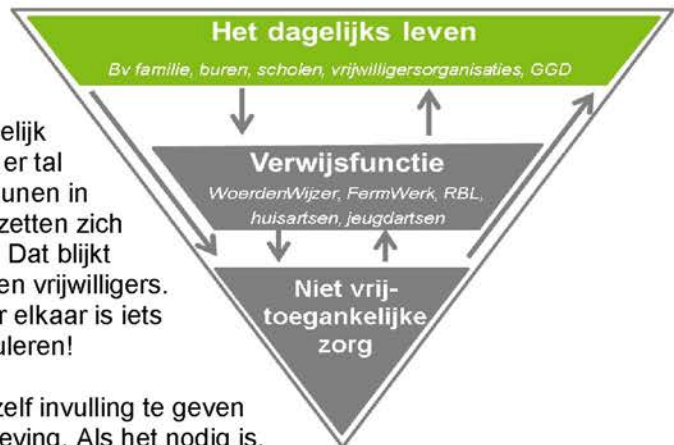 Het dagelijks leven
Bv familie, buren, scholen, vrijwilligersorganisaties, GGD
Verwijsfunctie
WoerdenWijzer, FermWerk, RBL,
huisartsen, jeugdartsen
Niet vrij-
toegankelijke
zorg
elijk
er tal
unen in
zetten zich
Dat blijkt
en vrijwilligers.
r elkaar is iets
uleren!
zelf invulling te geven
eving. Als het nodig is,